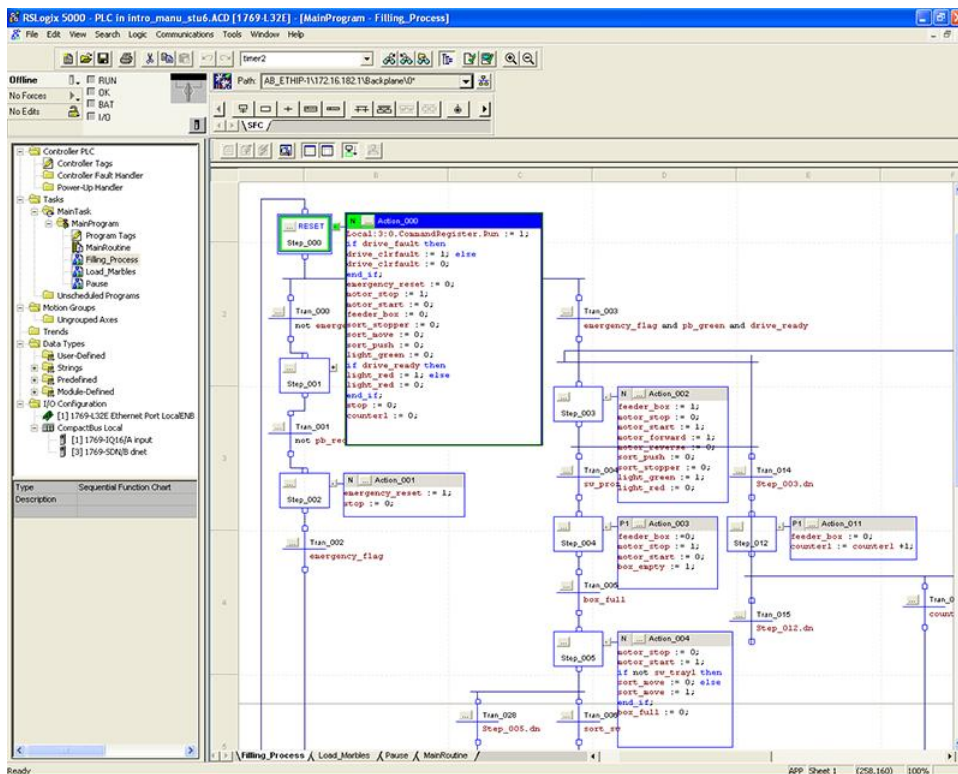 RSLogix 5000 - PLC in intro_manu_stu6.ACD [1769-L32E] - [MainProgram - Filling_Process]
File Edit View Search Logic Communications Tools Window Help
timer2
Offline
RUN
No Forces
OK
No Edits
BAT
I/O
Path: AB_ETHIP-1\172.16.182.1\Backplane\0*
SFC
Controller PLC
Controller Tags
Controller Fault Handler
Power-Up Handler
Tasks
MainTask
MainProgram
Program Tags
MainRoutine
Filling_Process
Load_Marbles
Pause
Unscheduled Programs
Motion Groups
Ungrouped Axes
Trends
Data Types
User-Defined
Strings
Predefined
Module-Defined
I/O Configuration
[1] 1769-L32E Ethernet Port LocalENB
CompactBus Local
[1] 1769-IQ16/A input
[3] 1769-SDN/B dnet
Type Sequential Function Chart
Description
B C D E F
2
3
4
5
RESET
Step_000
N ... Action_000
Local:3:O.CommandRegister.Run := 1;
if drive_fault then
drive_clrfault := 1; else
drive_clrfault := 0;
end_if;
emergency_reset := 0;
motor_stop := 1;
motor_start := 0;
feeder_box := 0;
sort_stopper := 0;
sort_move := 0;
sort_push := 0;
light_green := 0;
if drive_ready then
light_red := 1; else
light_red := 0;
end_if;
stop := 0;
counter1 := 0;
Tran_000
not emerge
Step_001
Tran_001
not pb_red
Step_002
N ... Action_001
emergency_reset := 1;
stop := 0;
Tran_002
emergency_flag
Tran_003
emergency_flag and pb_green and drive_ready
Step_003
N ... Action_002
feeder_box := 1;
motor_stop := 0;
motor_start := 1;
motor_forward := 1;
motor_reverse := 0;
sort_push := 0;
sort_stopper := 0;
light_green := 1;
light_red := 0;
Tran_004
sw_prox
Tran_014
Step_003.dn
Step_004
P1 ... Action_003
feeder_box :=0;
motor_stop := 1;
motor_start := 0;
box_empty := 1;
Step_012
P1 ... Action_011
feeder_box := 0;
counter1 := counter1 +1;
Tran_005
box_full
Tran_015
Step_012.dn
Tran_0
count
Step_005
N ... Action_004
motor_stop := 0;
motor_start := 1;
if not sw_tray1 then
sort_move := 0; else
sort_move := 1;
end_if;
box_full := 0;
Tran_028
Step_005.dn
Tran_006
sort_sw
Filling_Process Load_Marbles Pause MainRoutine
Ready
APP Sheet 1 (258,160) 100%